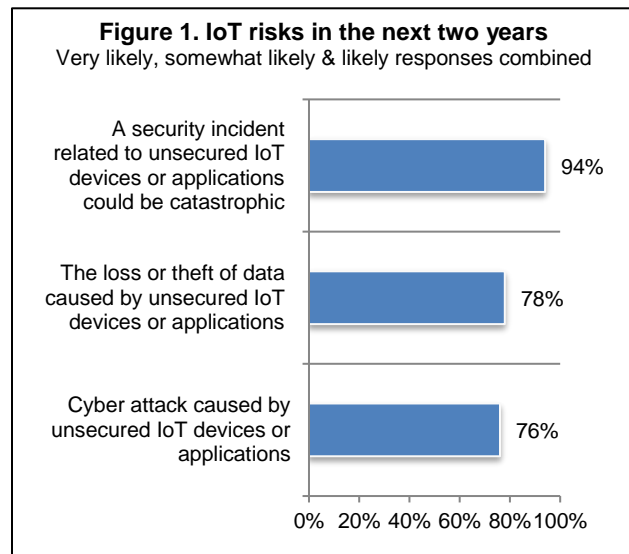 Figure 1. IoT risks in the next two years
Very likely, somewhat likely & likely responses combined
A security incident
related to unsecured IoT
devices or applications
could be catastrophic
94%
The loss or theft of data
caused by unsecured IoT
devices or applications
78%
Cyber attack caused by
unsecured IoT devices or
applications
76%
0% 20% 40% 60% 80% 100%